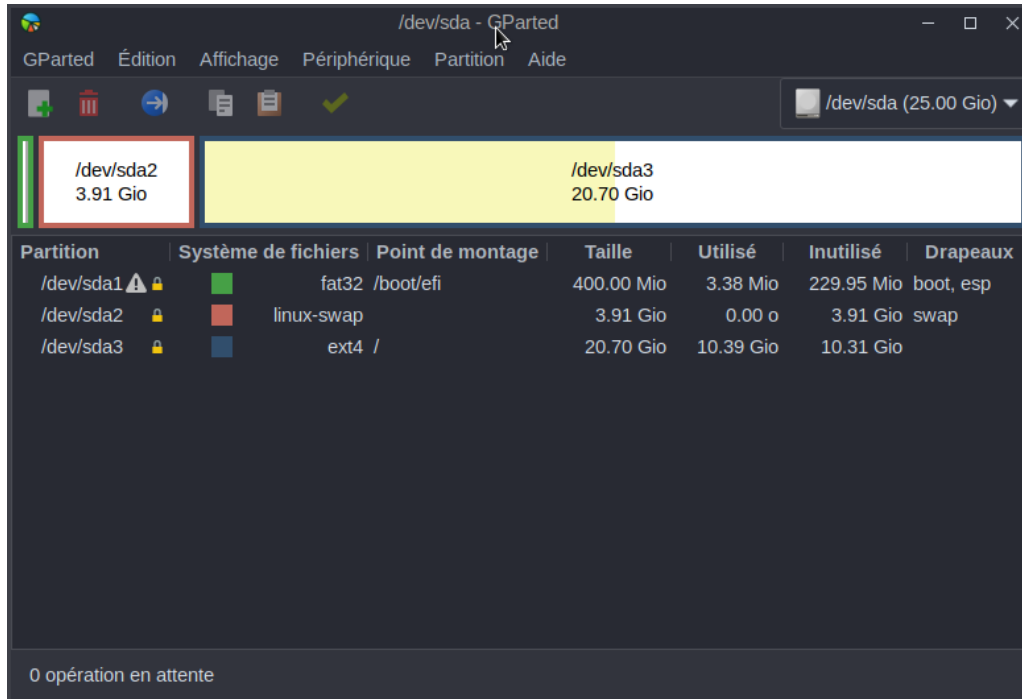 /dev/sda - GParted
GParted Édition Affichage Périphérique Partition Aide
/dev/sda (25.00 Gio)
/dev/sda2 /dev/sda3
3.91 Gio 20.70 Gio
Partition Système de fichiers Point de montage Taille Utilisé Inutilisé Drapeaux
/dev/sda1 fat32 /boot/efi 400.00 Mio 3.38 Mio 229.95 Mio boot, esp
/dev/sda2 linux-swap 3.91 Gio 0.00 o 3.91 Gio swap
/dev/sda3 ext4 / 20.70 Gio 10.39 Gio 10.31 Gio
0 opération en attente